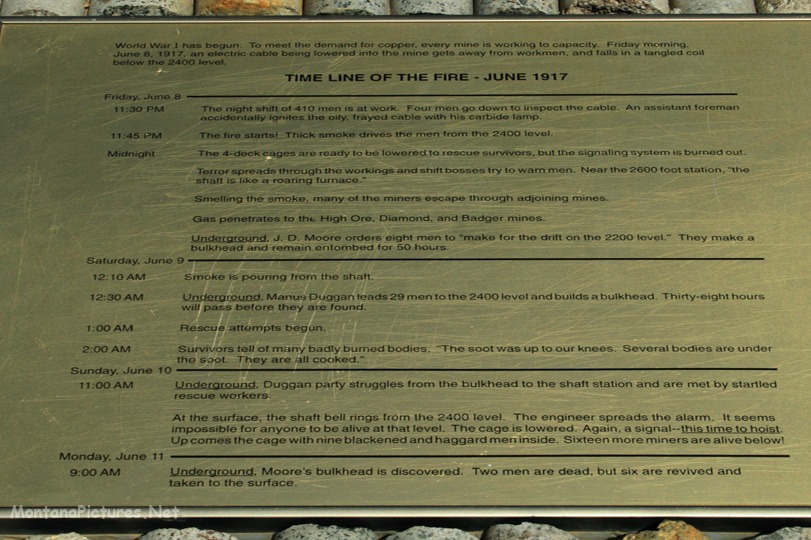 World War I has begun. To meet the demand for copper, every mine is working to capacity. Friday morning,
June 8, 1917, an electric cable being lowered into the mine gets away from workmen, and falls in a tangled coil
below the 2400 level.
TIME LINE OF THE FIRE - JUNE 1917
Friday, June 8
11:30 PM The night shift of 410 men is at work. Four men go down to inspect the cable. An assistant foreman
accidentally ignites the oily, frayed cable with his carbide lamp.
11:45 PM The fire starts! Thick smoke drives the men from the 2400 level.
Midnight The 4-deck cages are ready to be lowered to rescue survivors, but the signaling system is burned out.
Terror spreads through the workings and shift bosses try to warn men. Near the 2600 foot station, "the
shaft is like a roaring furnace."
Smelling the smoke, many of the miners escape through adjoining mines.
Gas penetrates to the High Ore, Diamond, and Badger mines.
Underground, J. D. Moore orders eight men to "make for the drift on the 2200 level." They make a
bulkhead and remain entombed for 50 hours.
Saturday, June 9
12:10 AM Smoke is pouring from the shaft.
12:30 AM Underground, Manus Duggan leads 29 men to the 2400 level and builds a bulkhead. Thirty-eight hours
will pass before they are found.
1:00 AM Rescue attempts begun.
2:00 AM Survivors tell of many badly burned bodies. "The soot was up to our knees. Several bodies are under
the soot. They are all cooked."
Sunday, June 10
11:00 AM Underground, Duggan party struggles from the bulkhead to the shaft station and are met by startled
rescue workers.
At the surface, the shaft bell rings from the 2400 level. The engineer spreads the alarm. It seems
impossible for anyone to be alive at that level. The cage is lowered. Again, a signal--this time to hoist.
Up comes the cage with nine blackened and haggard men inside. Sixteen more miners are alive below!
Monday, June 11
9:00 AM Underground, Moore's bulkhead is discovered. Two men are dead, but six are revived and
taken to the surface.
MontanaPictures.Net